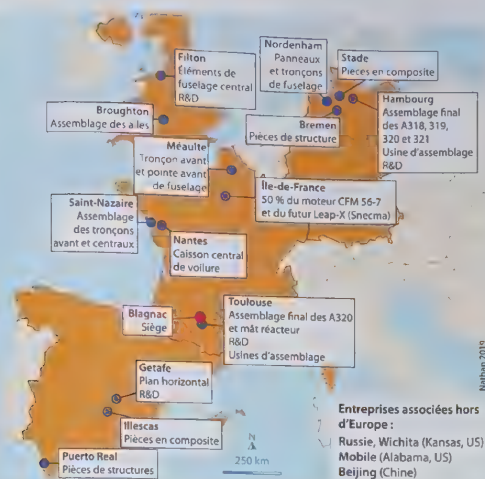 Filton
Éléments de
fuselage central
R&D
Nordenham
Panneaux
et tronçons
de fuselage
Stade
Pièces en composite
Broughton
Assemblage des ailes
Bremen
Pièces de structure
Hambourg
Assemblage final
des A318, 319,
320 et 321
Usine d'assemblage
R&D
Méaulte
Tronçon avant
et pointe avant
de fuselage
Île-de-France
50 % du moteur CFM 56-7
et du futur Leap-X (Snecma)
Saint-Nazaire
Assemblage
des tronçons
avant et centraux
Nantes
Caisson central
de voilure
Blagnac
Siège
Toulouse
Assemblage final des A320
et mât réacteur
R&D
Usines d'assemblage
Getafe
Plan horizontal
R&D
Illescas
Pièces en composite
Puerto Real
Pièces de structures
N
250 km
Entreprises associées hors
d'Europe :
Russie, Wichita (Kansas, US)
Mobile (Alabama, US)
Beijing (Chine)
Nathan 2019